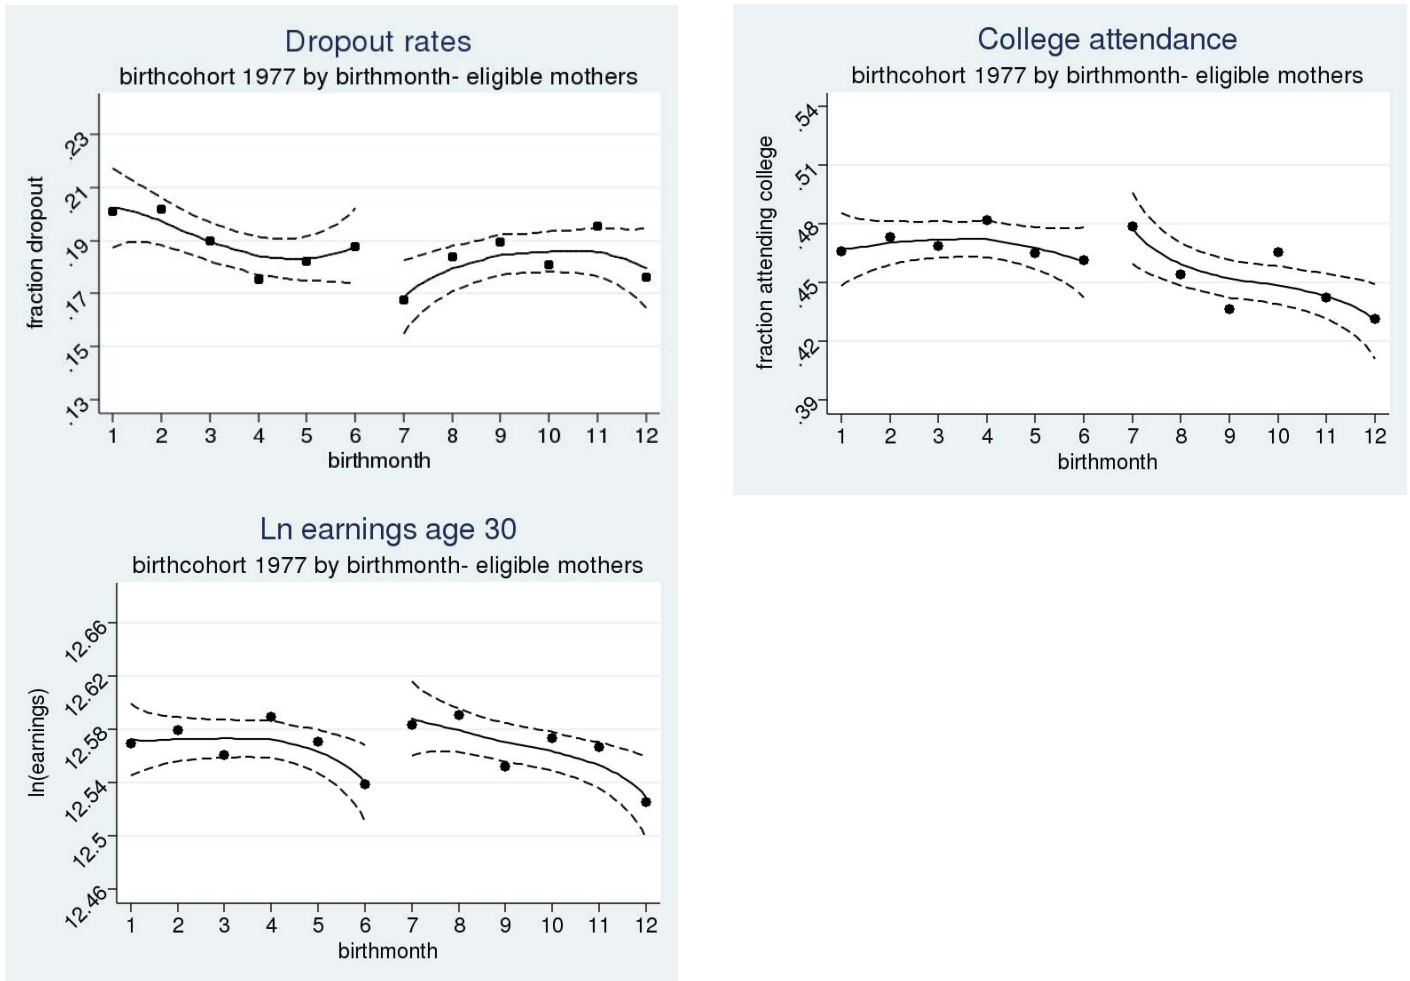 Dropout rates
birthcohort 1977 by birthmonth- eligible mothers
fraction dropout
.23
.21
.19
.17
.15
.13
1 2 3 4 5 6 7 8 9 10 11 12
birthmonth
College attendance
birthcohort 1977 by birthmonth- eligible mothers
fraction attending college
.54
.51
.48
.45
.42
.39
1 2 3 4 5 6 7 8 9 10 11 12
birthmonth
Ln earnings age 30
birthcohort 1977 by birthmonth- eligible mothers
ln(earnings)
12.66
12.62
12.58
12.54
12.5
12.46
1 2 3 4 5 6 7 8 9 10 11 12
birthmonth